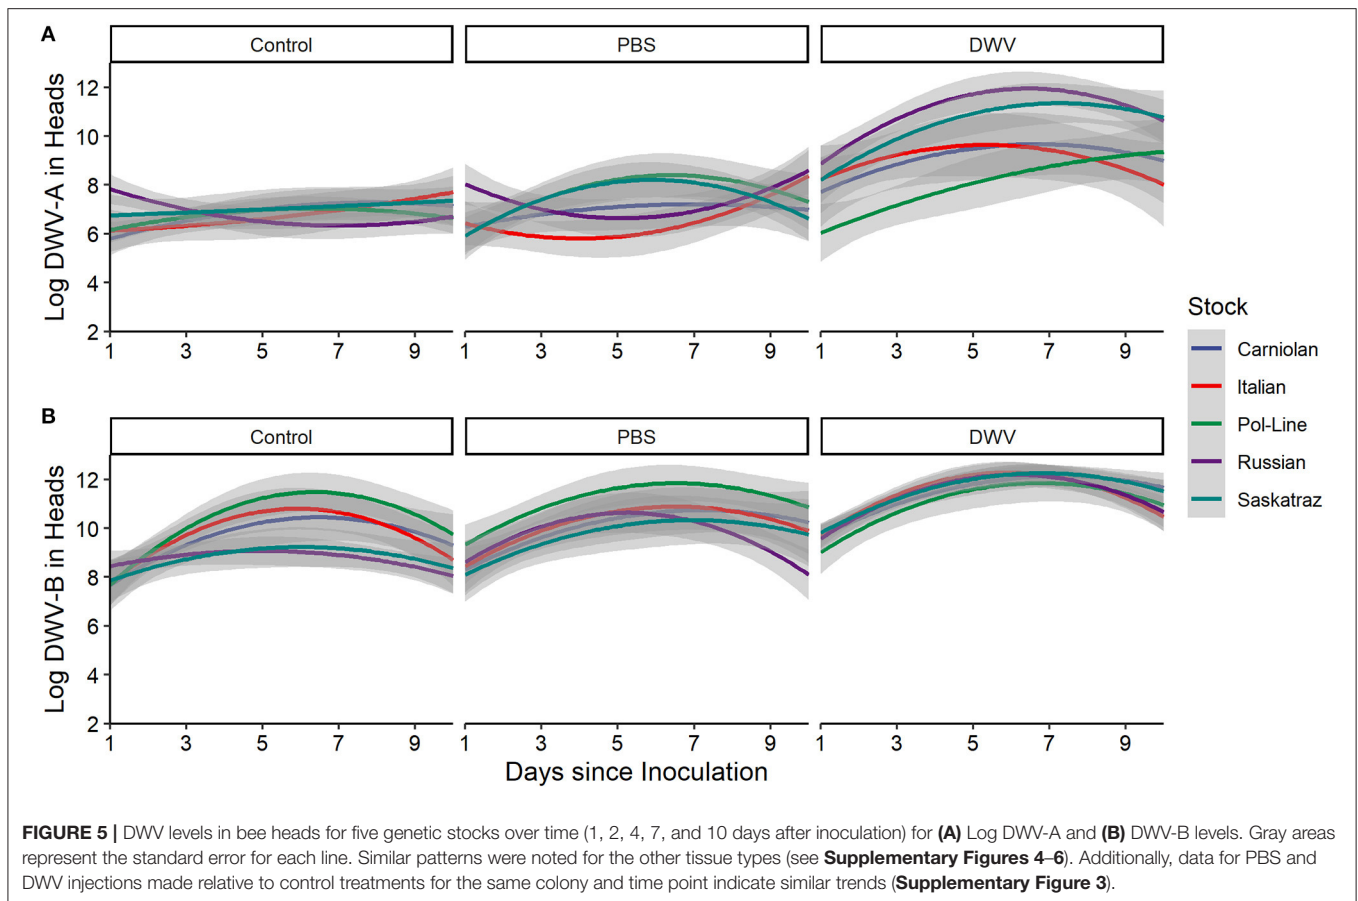 A
Control
PBS
DWV
Log DWV-A in Heads
12
10
8
6
4
2
1 3 5 7 9
1 3 5 7 9
1 3 5 7 9
Stock
Carniolan
Italian
Pol-Line
Russian
Saskatraz
B
Control
PBS
DWV
Log DWV-B in Heads
12
10
8
6
4
2
1 3 5 7 9
1 3 5 7 9
1 3 5 7 9
Days since Inoculation
FIGURE 5 | DWV levels in bee heads for five genetic stocks over time (1, 2, 4, 7, and 10 days after inoculation) for (A) Log DWV-A and (B) DWV-B levels. Gray areas
represent the standard error for each line. Similar patterns were noted for the other tissue types (see Supplementary Figures 4–6). Additionally, data for PBS and
DWV injections made relative to control treatments for the same colony and time point indicate similar trends (Supplementary Figure 3).